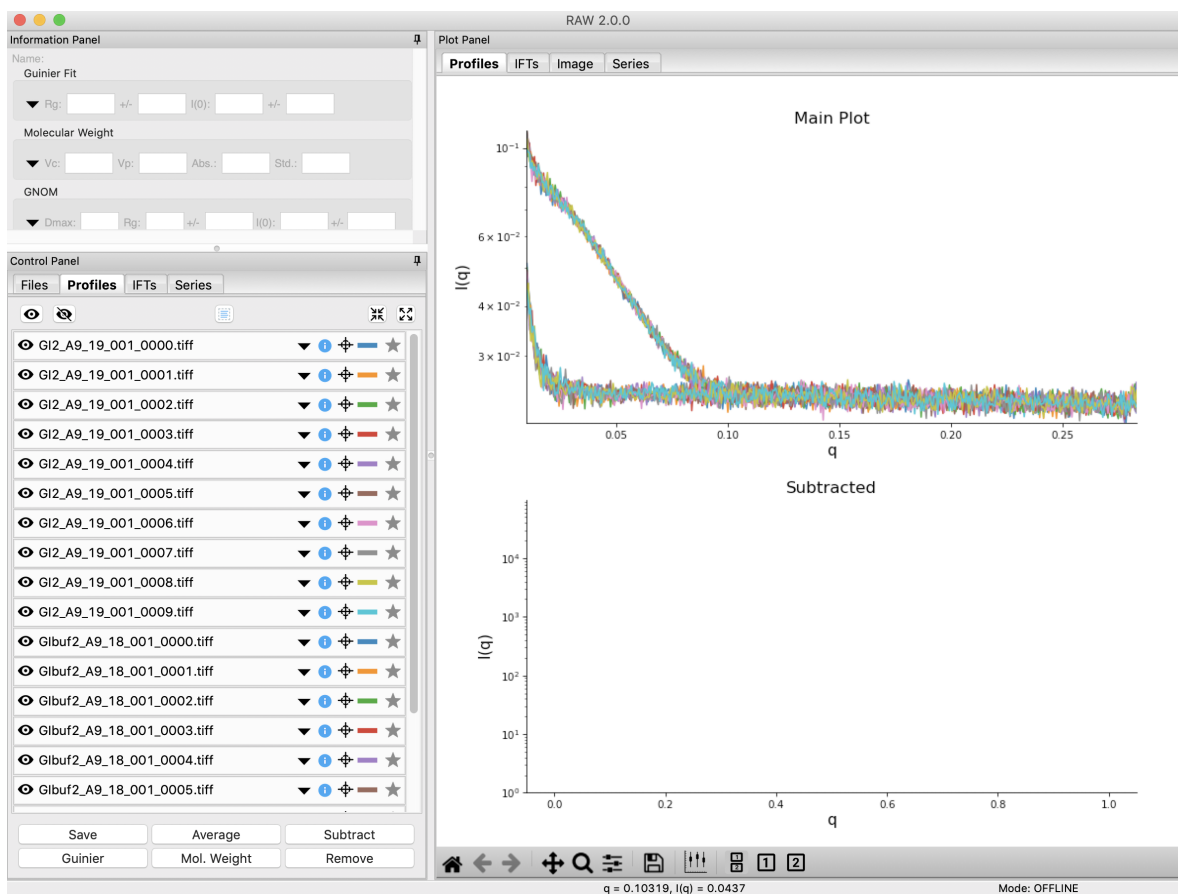 RAW 2.0.0
Information Panel
Name:
Guinier Fit
Rg: +/- I(0): +/-
Molecular Weight
Vc: Vp: Abs.: Std.:
GNOM
Dmax: Rg: +/- I(0): +/-
Control Panel
Files Profiles IFTs Series
GI2_A9_19_001_0000.tiff
GI2_A9_19_001_0001.tiff
GI2_A9_19_001_0002.tiff
GI2_A9_19_001_0003.tiff
GI2_A9_19_001_0004.tiff
GI2_A9_19_001_0005.tiff
GI2_A9_19_001_0006.tiff
GI2_A9_19_001_0007.tiff
GI2_A9_19_001_0008.tiff
GI2_A9_19_001_0009.tiff
GIbuf2_A9_18_001_0000.tiff
GIbuf2_A9_18_001_0001.tiff
GIbuf2_A9_18_001_0002.tiff
GIbuf2_A9_18_001_0003.tiff
GIbuf2_A9_18_001_0004.tiff
GIbuf2_A9_18_001_0005.tiff
Save Average Subtract
Guinier Mol. Weight Remove
Plot Panel
Profiles IFTs Image Series
Main Plot
I(q)
10⁻¹
6 × 10⁻²
4 × 10⁻²
3 × 10⁻²
0.05 0.10 0.15 0.20 0.25
q
Subtracted
I(q)
10⁴
10³
10²
10¹
10⁰
0.0 0.2 0.4 0.6 0.8 1.0
q
1 2 1 2
q = 0.10319, I(q) = 0.0437 Mode: OFFLINE